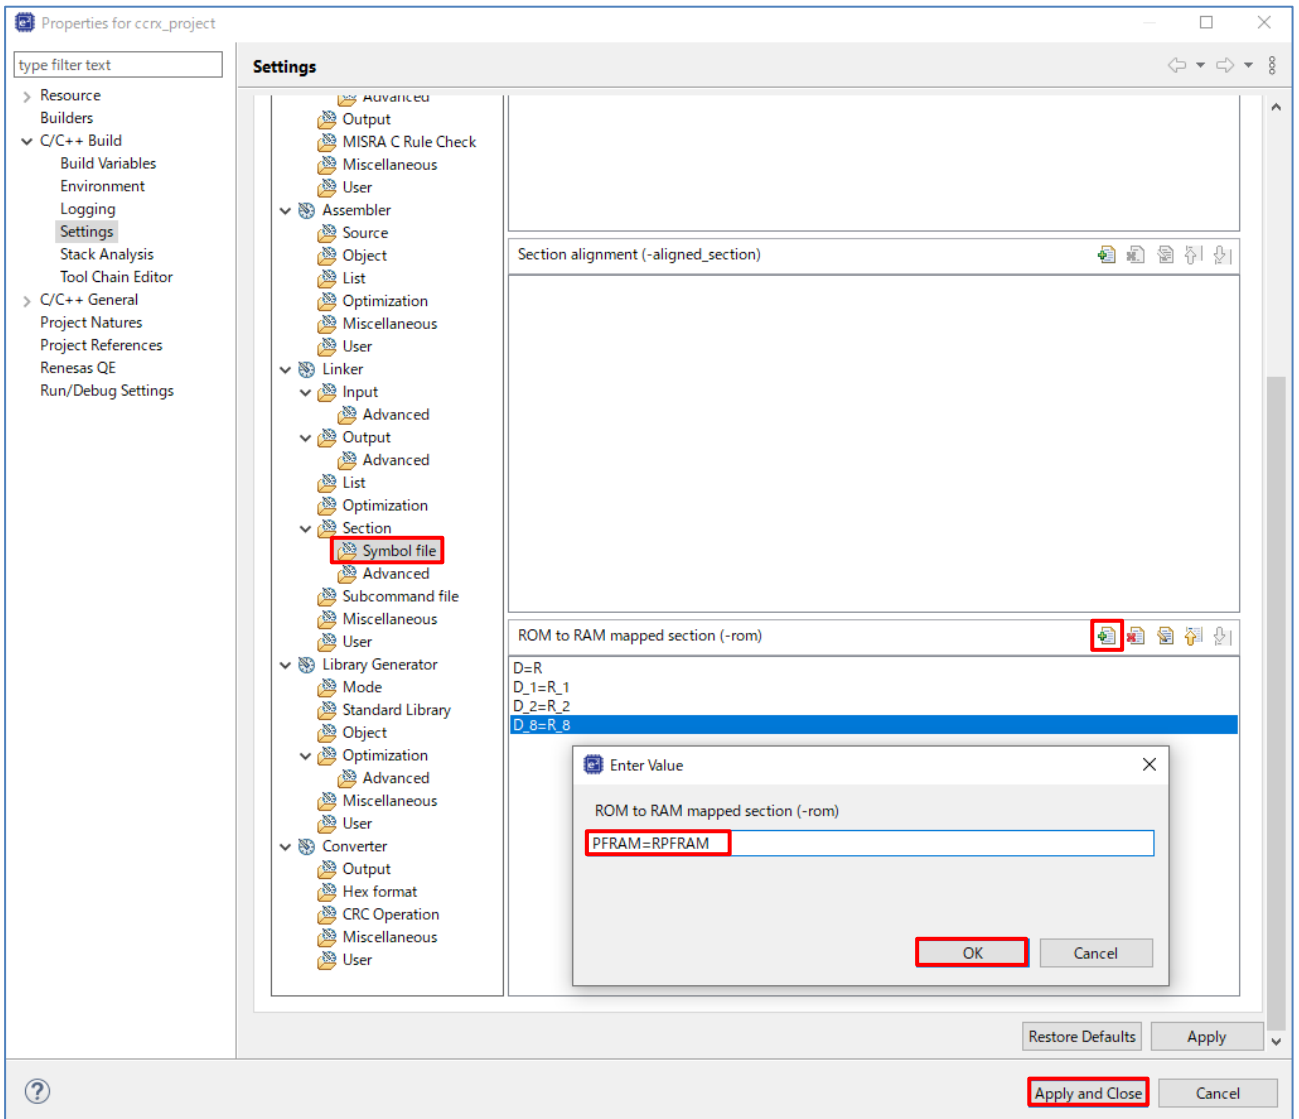 Properties for ccrx_project
type filter text
Settings
Resource
Builders
C/C++ Build
Build Variables
Environment
Logging
Settings
Stack Analysis
Tool Chain Editor
C/C++ General
Project Natures
Project References
Renesas QE
Run/Debug Settings
Advanced
Output
MISRA C Rule Check
Miscellaneous
User
Assembler
Source
Object
List
Optimization
Miscellaneous
User
Linker
Input
Advanced
Output
Advanced
List
Optimization
Section
Symbol file
Advanced
Subcommand file
Miscellaneous
User
Library Generator
Mode
Standard Library
Object
Optimization
Advanced
Miscellaneous
User
Converter
Output
Hex format
CRC Operation
Miscellaneous
User
Section alignment (-aligned_section)
ROM to RAM mapped section (-rom)
D=R
D_1=R_1
D_2=R_2
D_8=R_8
Enter Value
ROM to RAM mapped section (-rom)
PFRAM=RPFRAM
OK
Cancel
Restore Defaults
Apply
Apply and Close
Cancel